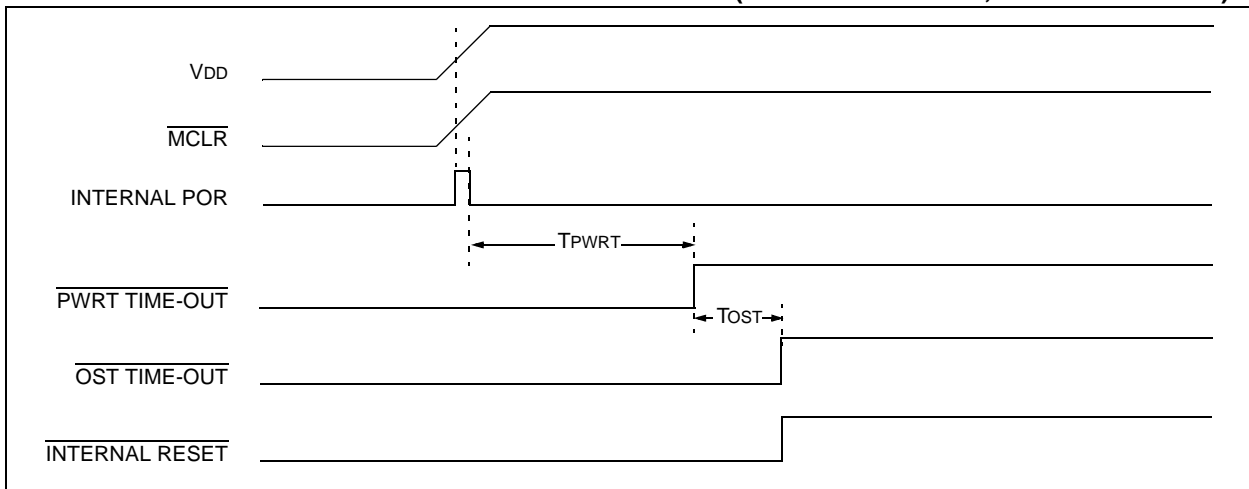 VDD
MCLR
INTERNAL POR
TPWRT
PWRT TIME-OUT
TOST
OST TIME-OUT
INTERNAL RESET